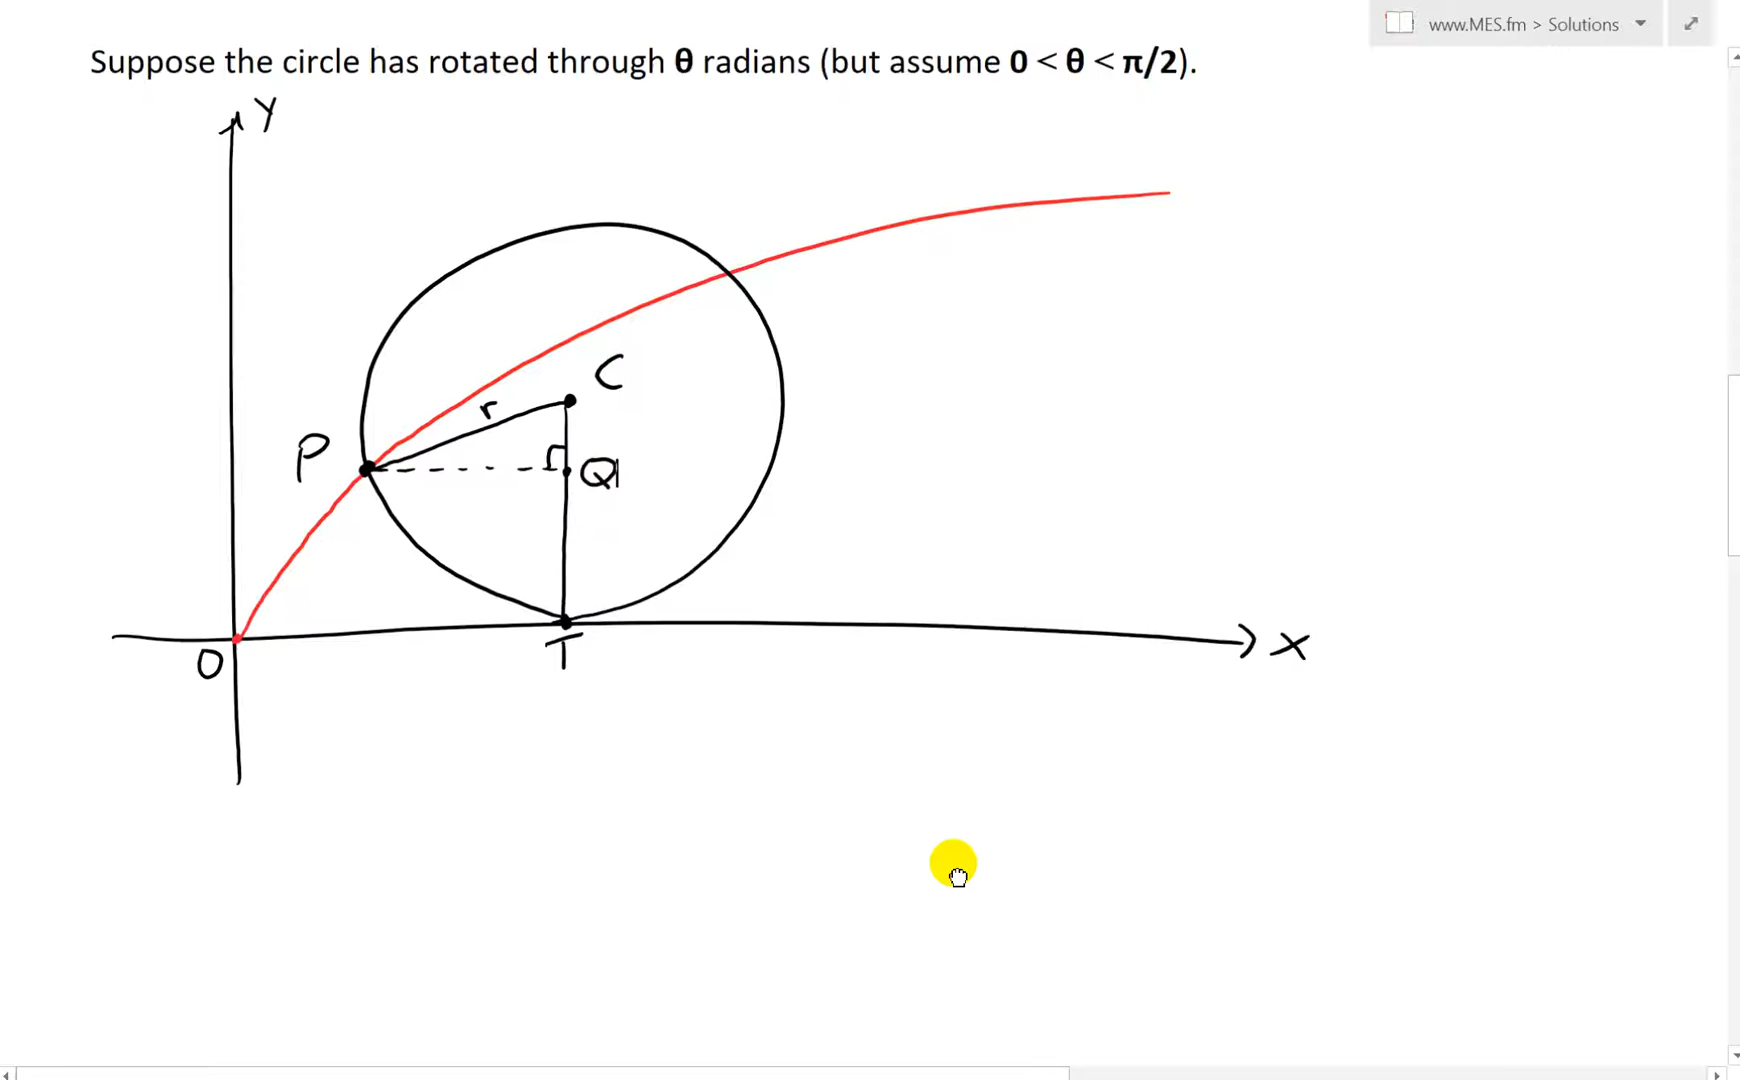 www.MES.fm > Solutions
Suppose the circle has rotated through θ radians (but assume 0 < θ < π/2).
Y
C
r
P
Q
O
T
X